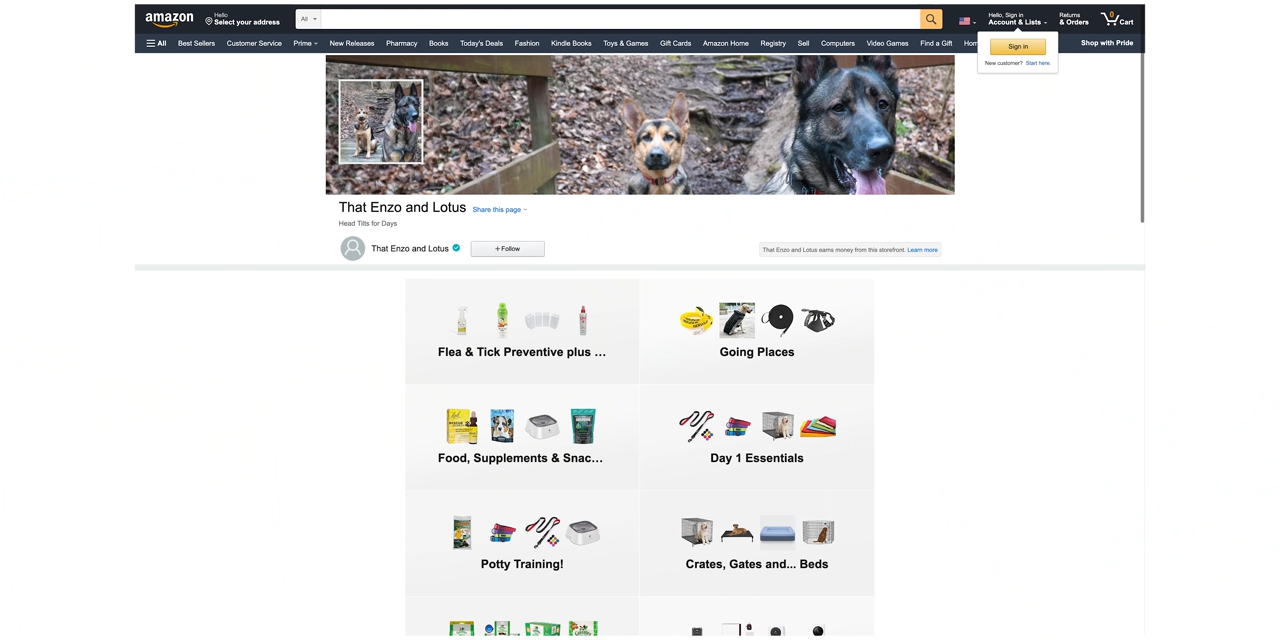 amazon
Hello
Select your address
All
Hello, Sign in
Account & Lists
Returns
& Orders
0
Cart
All
Best Sellers
Customer Service
Prime
New Releases
Pharmacy
Books
Today's Deals
Fashion
Kindle Books
Toys & Games
Gift Cards
Amazon Home
Registry
Sell
Computers
Video Games
Find a Gift
Hom
Shop with Pride
Sign in
New customer? Start here.
That Enzo and Lotus
Share this page
Head Tilts for Days
That Enzo and Lotus
+ Follow
That Enzo and Lotus earns money from this storefront. Learn more
Flea & Tick Preventive plus …
Going Places
Food, Supplements & Snac…
Day 1 Essentials
Potty Training!
Crates, Gates and... Beds